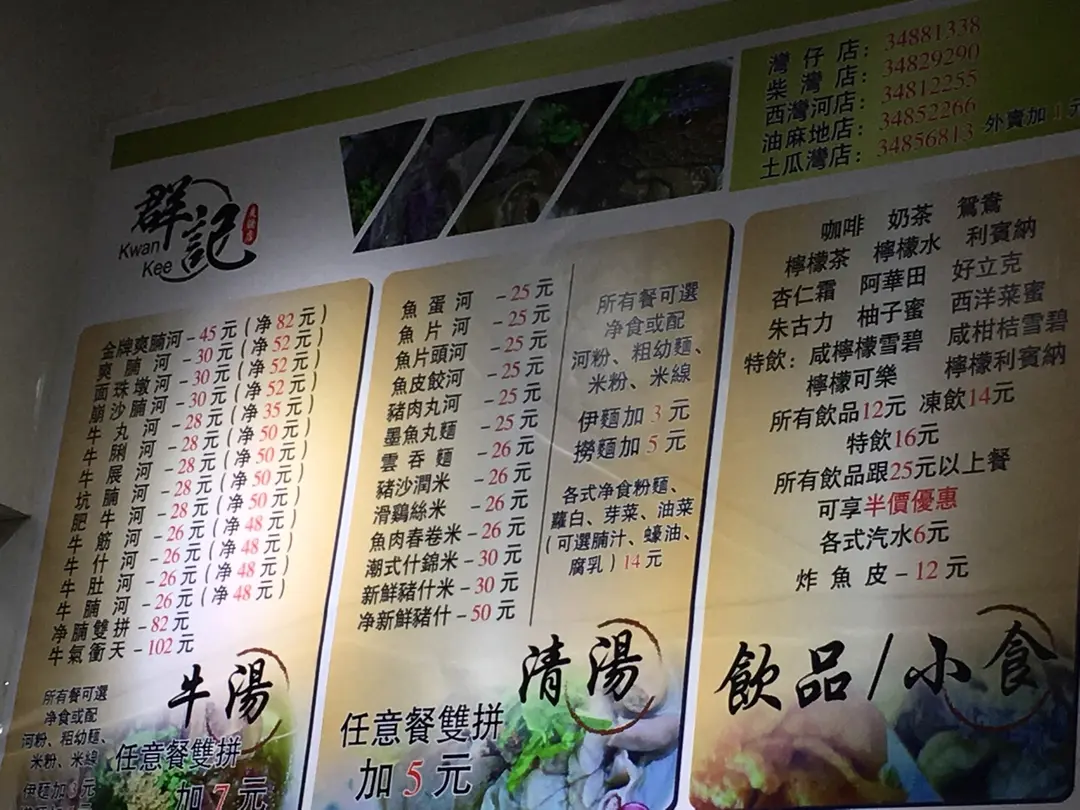 群記
Kwan Kee
爽腩店
灣仔店：34881338
柴灣店：34829290
西灣河店：34812255
油麻地店：34852266
土瓜灣店：34856813 外賣加1元
金牌爽腩河 – 45元 (净82元)
爽腩河 – 30元 (净52元)
面珠墩河 – 30元 (净52元)
崩沙腩河 – 30元 (净52元)
牛丸河 – 28元 (净35元)
牛脷河 – 28元 (净50元)
牛展河 – 28元 (净50元)
坑腩河 – 28元 (净50元)
肥牛河 – 28元 (净50元)
牛筋河 – 26元 (净48元)
牛什河 – 26元 (净48元)
牛肚河 – 26元 (净48元)
牛腩河 – 26元 (净48元)
净腩雙拼 – 82元
牛氣衝天 – 102元
牛湯
所有餐可選
净食或配
河粉、粗幼麵、
米粉、米線
伊麵加3元
任意餐雙拼
加7元
魚蛋河 – 25元
魚片河 – 25元
魚片頭河 – 25元
魚皮餃河 – 25元
豬肉丸河 – 25元
墨魚丸麵 – 25元
雲吞麵 – 26元
豬沙潤米 – 26元
滑鷄絲米 – 26元
魚肉春卷米 – 26元
潮式什錦米 – 30元
新鮮豬什米 – 30元
净新鮮豬什 – 50元
所有餐可選
净食或配
河粉、粗幼麵、
米粉、米線
伊麵加3元
撈麵加5元
各式净食粉麵、
蘿白、芽菜、油菜
(可選腩汁、蠔油、
腐乳) 14元
清湯
任意餐雙拼
加5元
咖啡 奶茶 鴛鴦
檸檬茶 檸檬水 利賓納
杏仁霜 阿華田 好立克
朱古力 柚子蜜 西洋菜蜜
特飲：咸檸檬雪碧 咸柑桔雪碧
檸檬可樂 檸檬利賓納
所有飲品12元 凍飲14元
特飲16元
所有飲品跟25元以上餐
可享半價優惠
各式汽水6元
炸魚皮 – 12元
飲品/小食